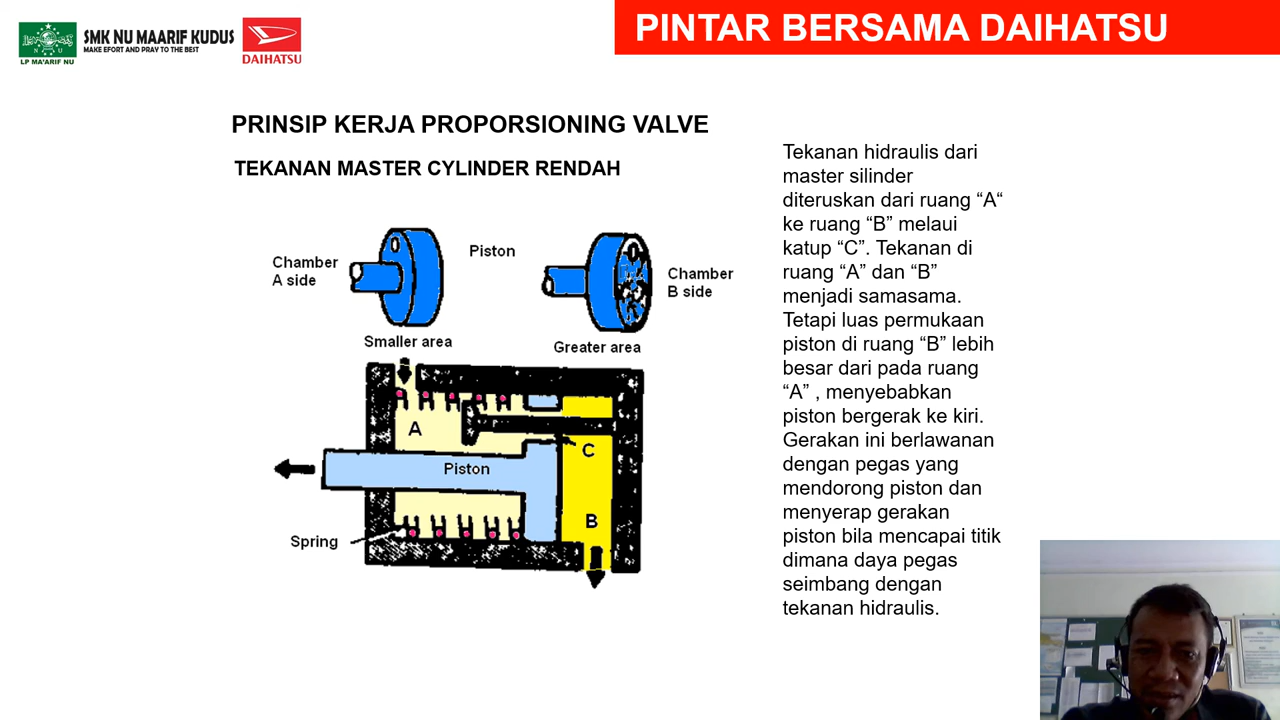 PINTAR BERSAMA DAIHATSU
SMK NU MAARIF KUDUS
MAKE EFORT AND PRAY TO THE BEST
N U
LP MA'ARIF NU
DAIHATSU
PRINSIP KERJA PROPORSIONING VALVE
TEKANAN MASTER CYLINDER RENDAH
Chamber
A side
Piston
Chamber
B side
Smaller area
Greater area
A
C
Piston
B
Spring
Tekanan hidraulis dari
master silinder
diteruskan dari ruang “A“
ke ruang “B” melaui
katup “C”. Tekanan di
ruang “A” dan “B”
menjadi samasama.
Tetapi luas permukaan
piston di ruang “B” lebih
besar dari pada ruang
“A” , menyebabkan
piston bergerak ke kiri.
Gerakan ini berlawanan
dengan pegas yang
mendorong piston dan
menyerap gerakan
piston bila mencapai titik
dimana daya pegas
seimbang dengan
tekanan hidraulis.